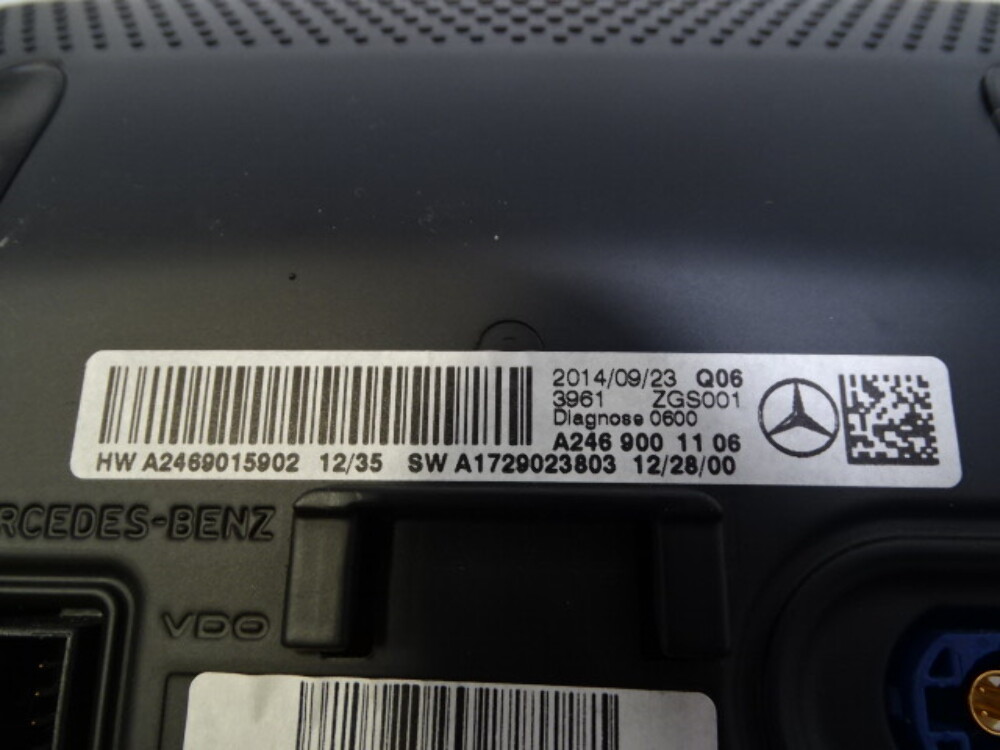 2014/09/23 Q06
3961 ZGS001
Diagnose 0600
A246 900 11 06
HW A2469015902 12/35 SW A1729023803 12/28/00
RCEDES-BENZ
VDO